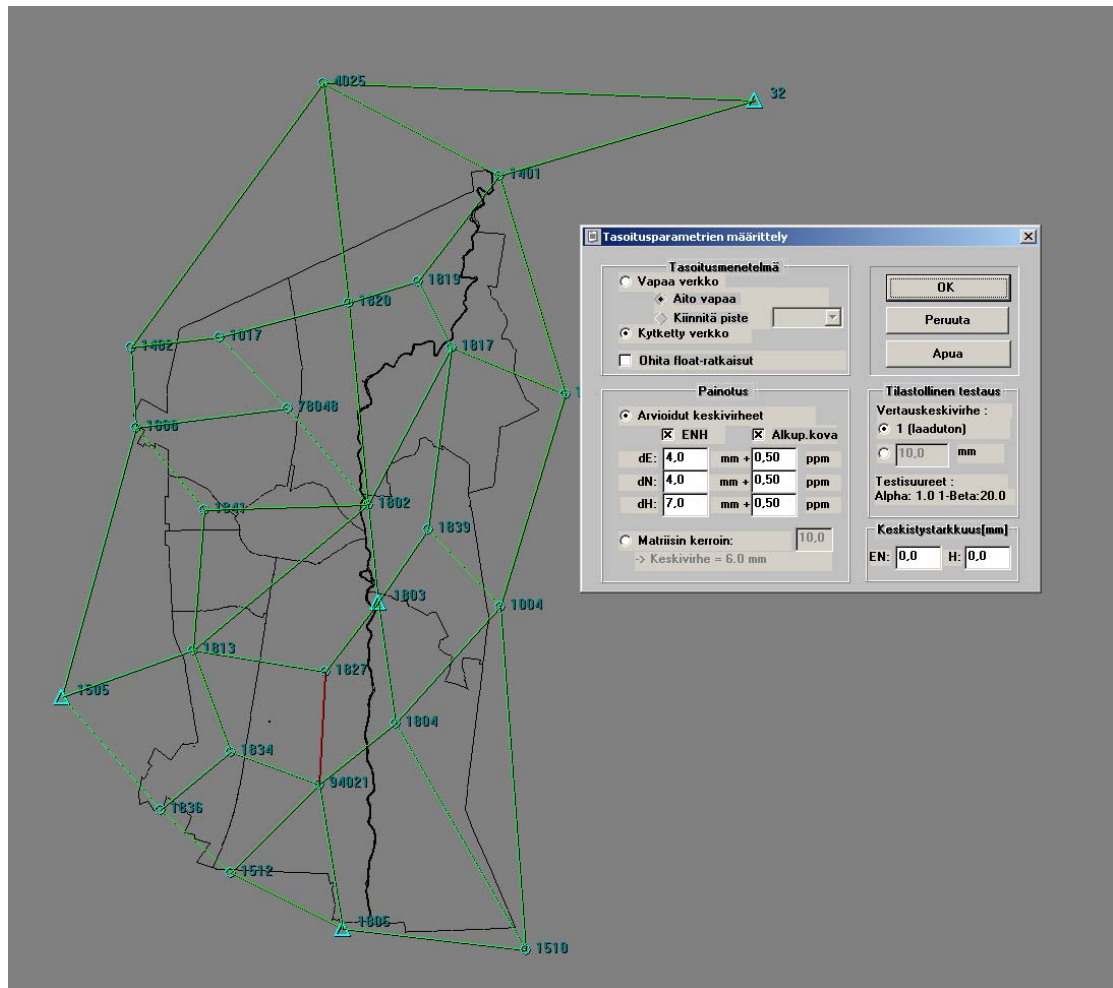 4025
32
1401
Tasoitusparametrien määrittely
Tasoitusmenetelmä
Vapaa verkko
Aito vapaa
Kiinnitä piste
Kytketty verkko
Ohita float-ratkaisut
OK
Peruuta
Apua
Painotus
Arvioidut keskivirheet
ENH
Alkup.kova
dE: 4,0 mm + 0,50 ppm
dN: 4,0 mm + 0,50 ppm
dH: 7,0 mm + 0,50 ppm
Matriisin kerroin: 10,0
-> Keskivirhe = 6.0 mm
Tilastollinen testaus
Vertauskeskivirhe :
1 (laaduton)
10,0 mm
Testisuureet :
Alpha: 1.0 1-Beta:20.0
Keskistystarkkuus[mm]
EN: 0,0 H: 0,0
1819
1820
1017
1402
1817
78048
1802
1841
1839
1803
1004
1813
1827
1505
1804
1834
94021
1836
1512
1510